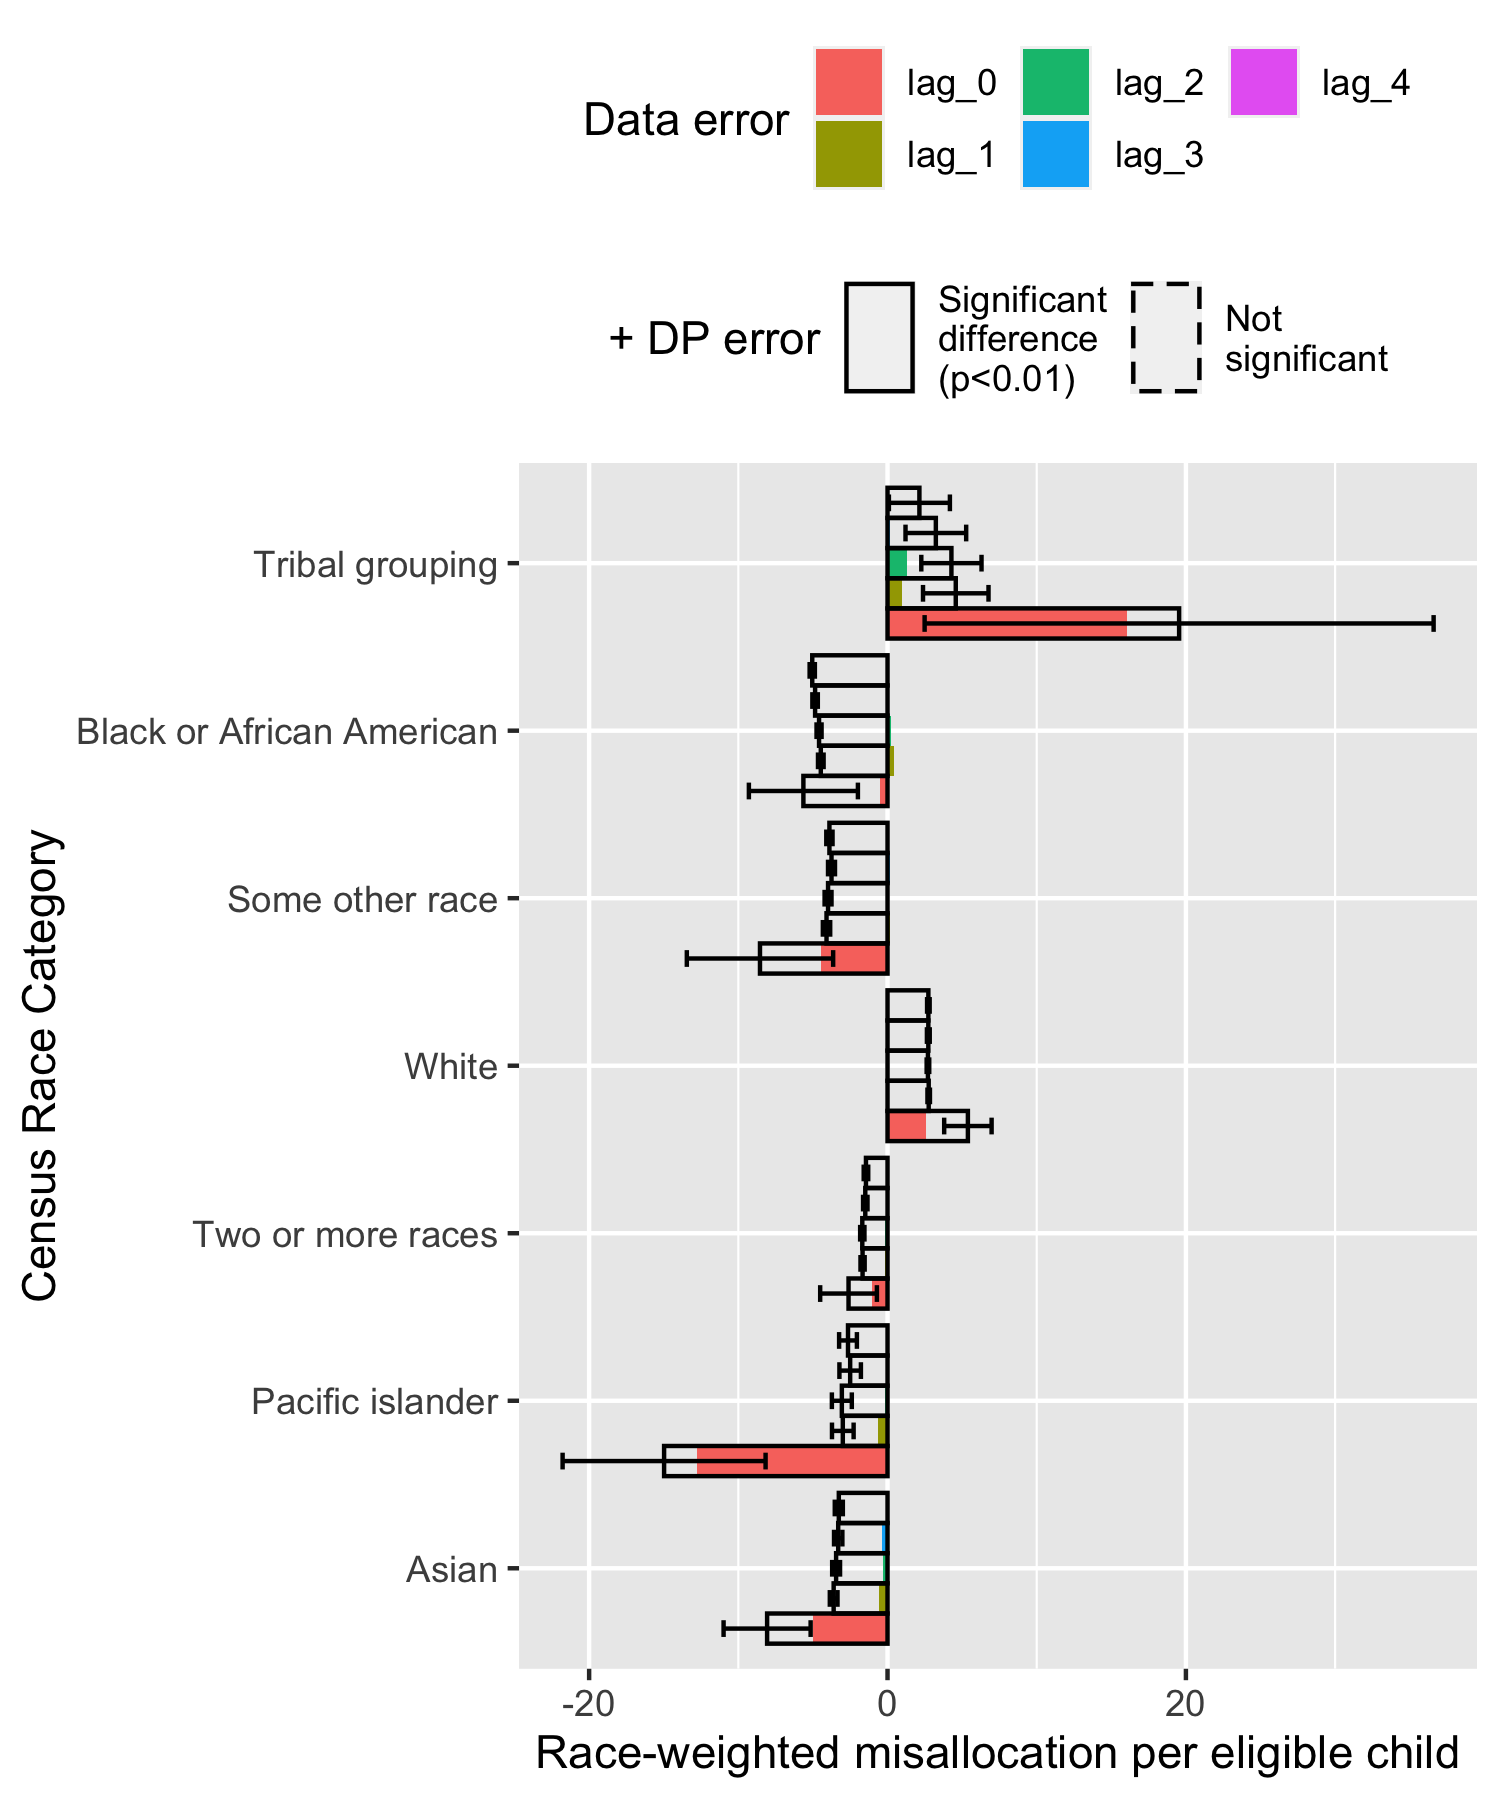 Data error
lag_0
lag_2
lag_4
lag_1
lag_3
+ DP error
Significant
difference
(p<0.01)
Not
significant
Census Race Category
Tribal grouping
Black or African American
Some other race
White
Two or more races
Pacific islander
Asian
-20
0
20
Race-weighted misallocation per eligible child